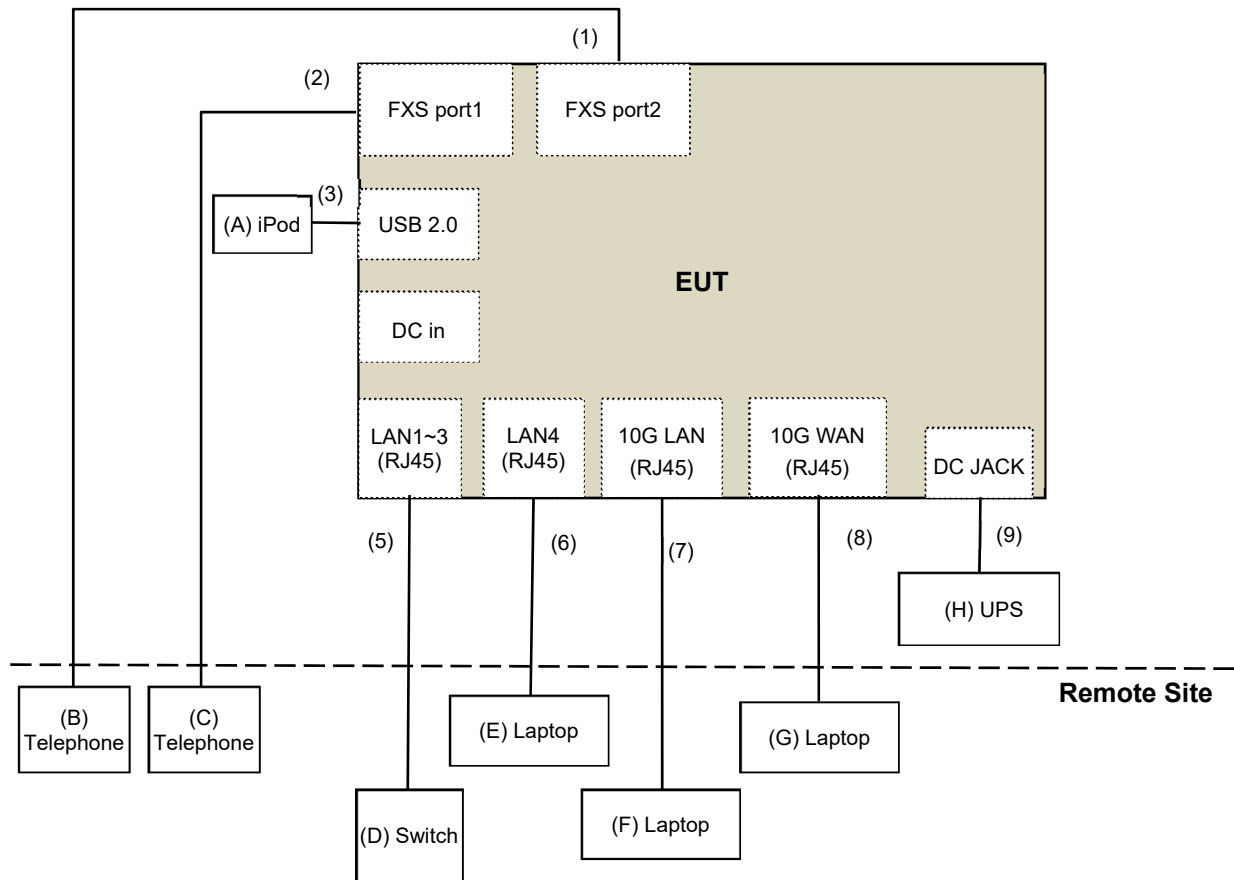 (1)
(2)
FXS port1
FXS port2
(3)
(A) iPod
USB 2.0
EUT
DC in
LAN1~3
(RJ45)
LAN4
(RJ45)
10G LAN
(RJ45)
10G WAN
(RJ45)
DC JACK
(5)
(6)
(7)
(8)
(9)
(H) UPS
Remote Site
(B)
Telephone
(C)
Telephone
(E) Laptop
(G) Laptop
(D) Switch
(F) Laptop